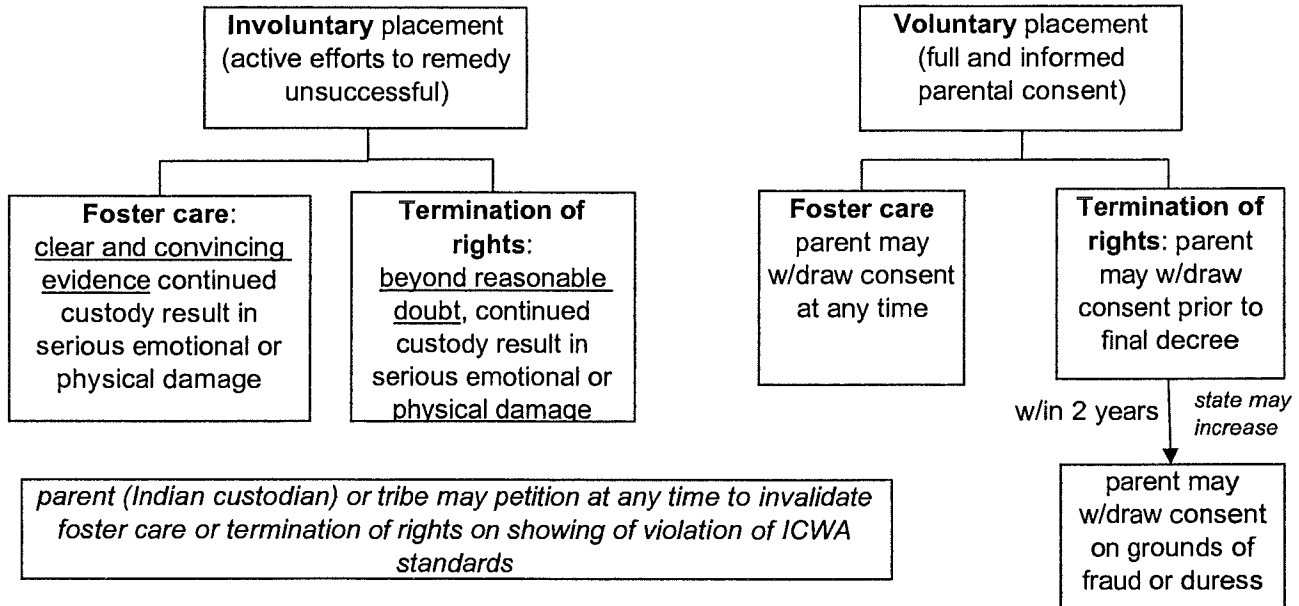 Involuntary placement
(active efforts to remedy
unsuccessful)
Voluntary placement
(full and informed
parental consent)
Foster care:
clear and convincing
evidence continued
custody result in
serious emotional or
physical damage
Termination of
rights:
beyond reasonable
doubt, continued
custody result in
serious emotional or
physical damage
Foster care
parent may
w/draw consent
at any time
Termination of
rights: parent
may w/draw
consent prior to
final decree
w/in 2 years
state may
increase
parent may
w/draw consent
on grounds of
fraud or duress
parent (Indian custodian) or tribe may petition at any time to invalidate
foster care or termination of rights on showing of violation of ICWA
standards